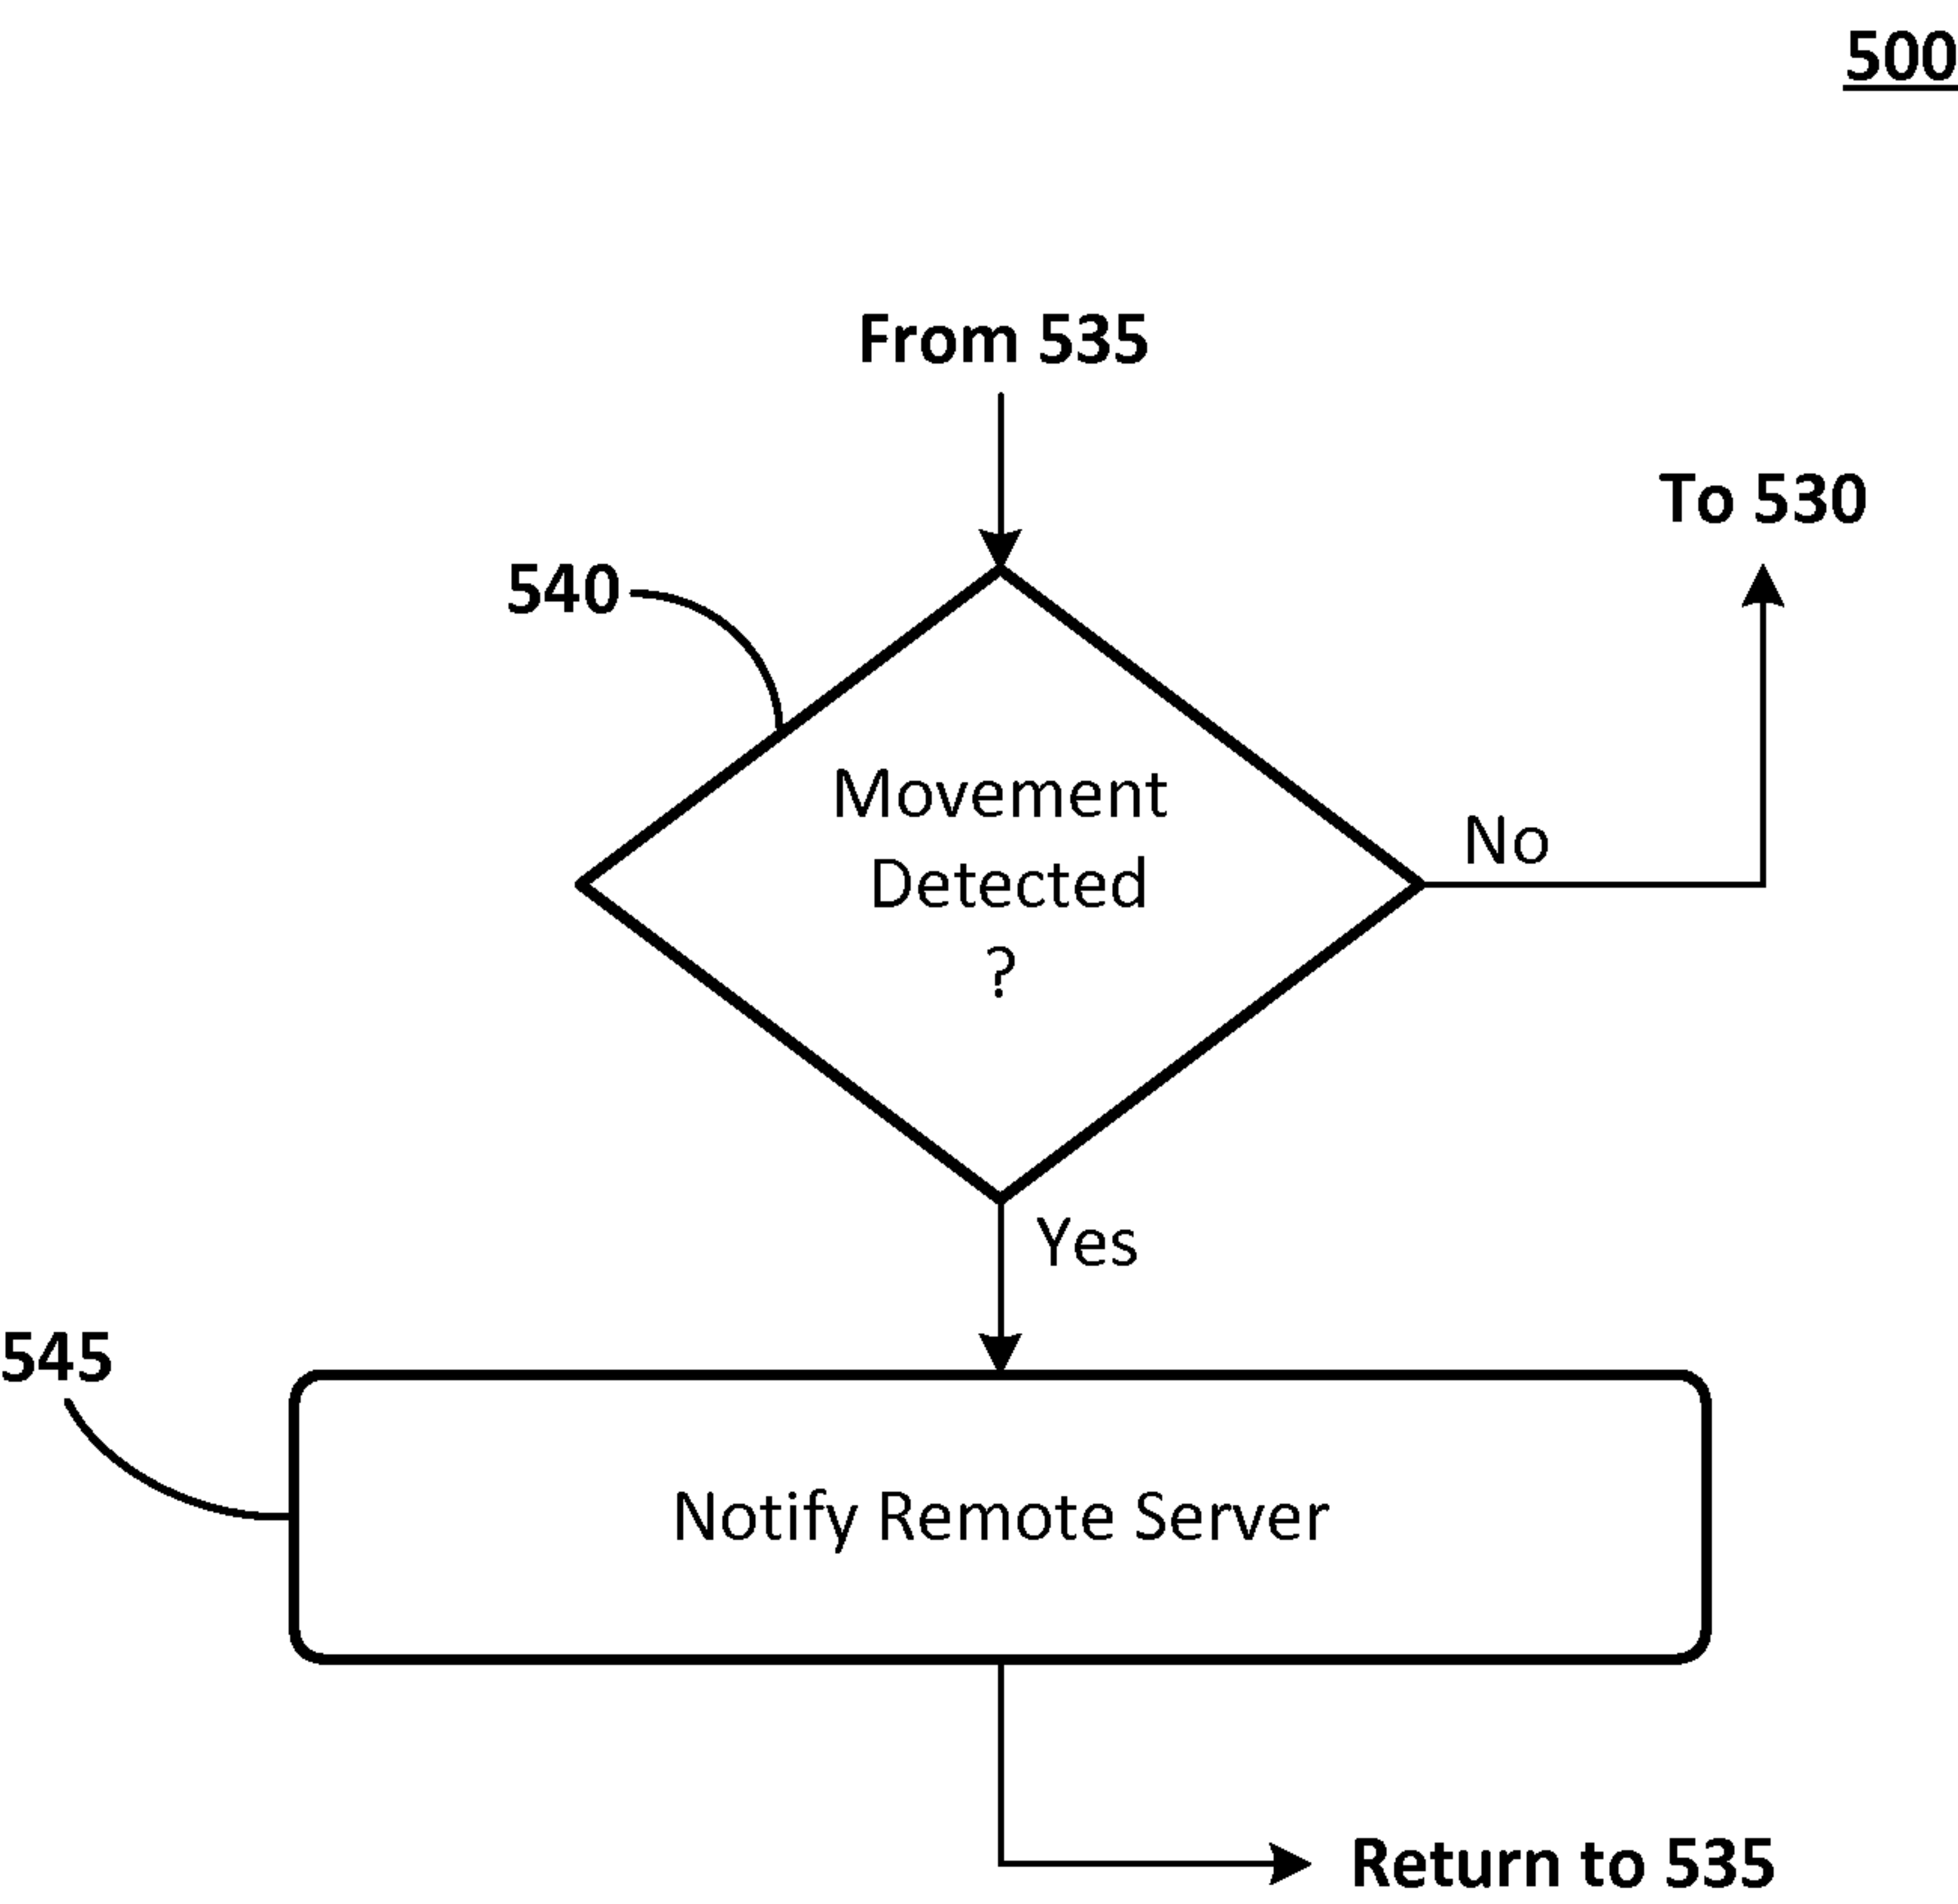 500
From 535
To 530
540
Movement
Detected
?
No
Yes
545
Notify Remote Server
Return to 535